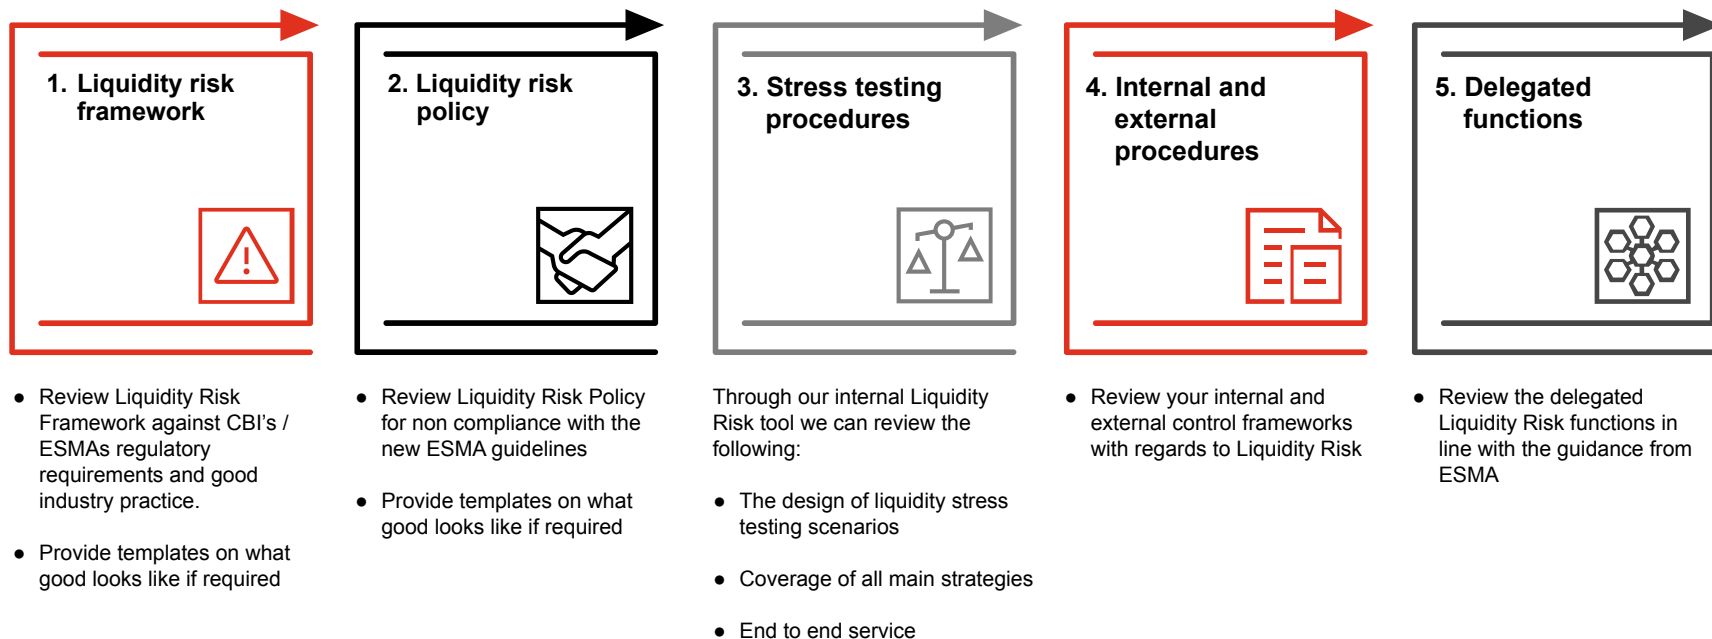 1. Liquidity risk
framework
● Review Liquidity Risk
Framework against CBI's /
ESMAs regulatory
requirements and good
industry practice.
● Provide templates on what
good looks like if required
2. Liquidity risk
policy
● Review Liquidity Risk Policy
for non compliance with the
new ESMA guidelines
● Provide templates on what
good looks like if required
3. Stress testing
procedures
Through our internal Liquidity
Risk tool we can review the
following:
● The design of liquidity stress
testing scenarios
● Coverage of all main strategies
● End to end service
4. Internal and
external
procedures
● Review your internal and
external control frameworks
with regards to Liquidity Risk
5. Delegated
functions
● Review the delegated
Liquidity Risk functions in
line with the guidance from
ESMA